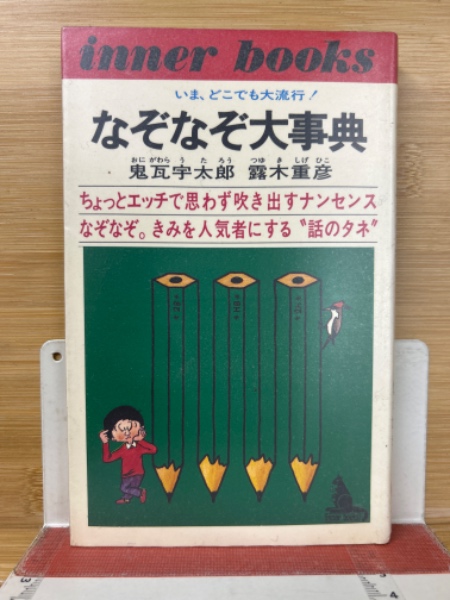 inner books
いま、どこでも大流行!
なぞなぞ大事典
おにがわら う た ろう つゆ き しげ ひこ
鬼瓦宇太郎 露木重彦
ちょっとエッチで思わず吹き出すナンセンス
なぞなぞ。きみを人気者にする〝話のタネ〟